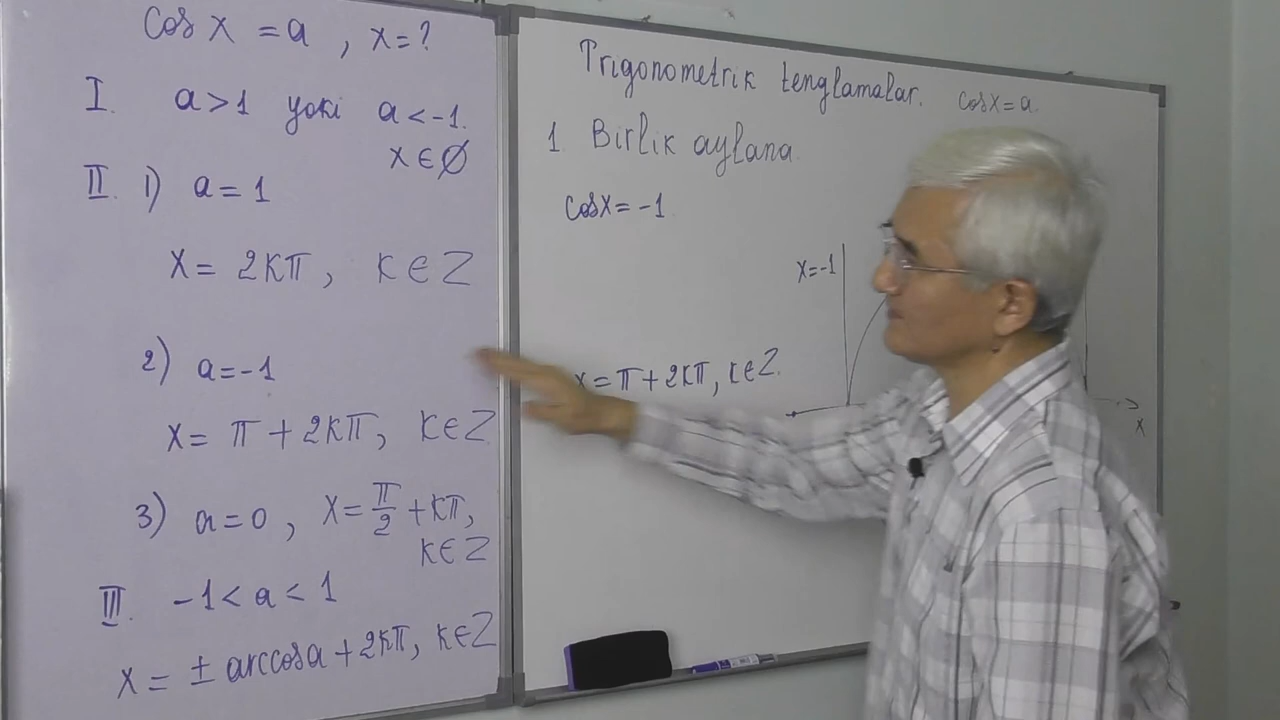 cos x = a , x = ?
I. a > 1 yoki a < -1.
x ∈ ∅
II. 1) a = 1
x = 2kπ , k ∈ Z
2) a = -1
x = π + 2kπ, k ∈ Z
3) a = 0 , x = π/2 + kπ,
k ∈ Z
III. -1 < a < 1
x = ± arccos a + 2kπ, k ∈ Z
Trigonometrik tenglamalar. cos x = a.
1 Birlik aylana.
cos x = -1
x = -1
x = π + 2kπ, k ∈ Z.
x